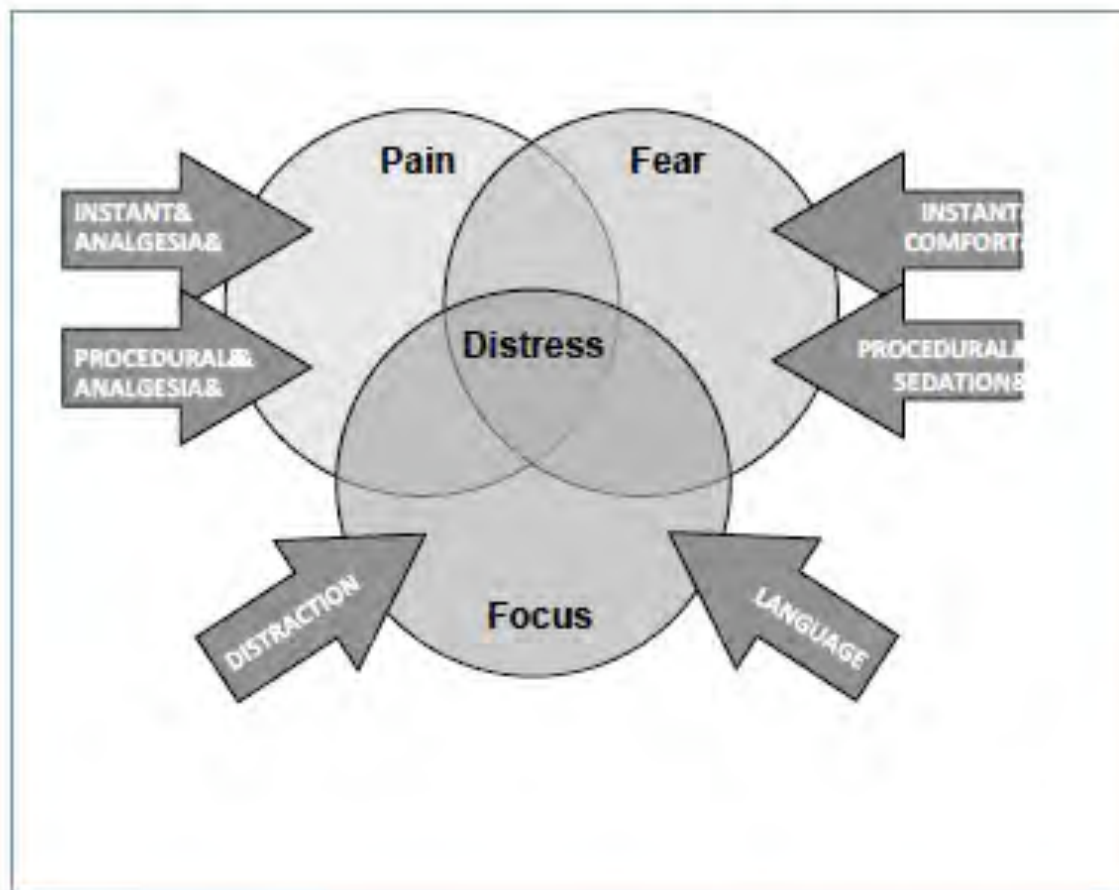 Pain
Fear
INSTANT&
ANALGESIA&
INSTANT&
COMFORT&
Distress
PROCEDURAL&&
ANALGESIA&
PROCEDURAL&
SEDATION&
DISTRACTION
LANGUAGE
Focus